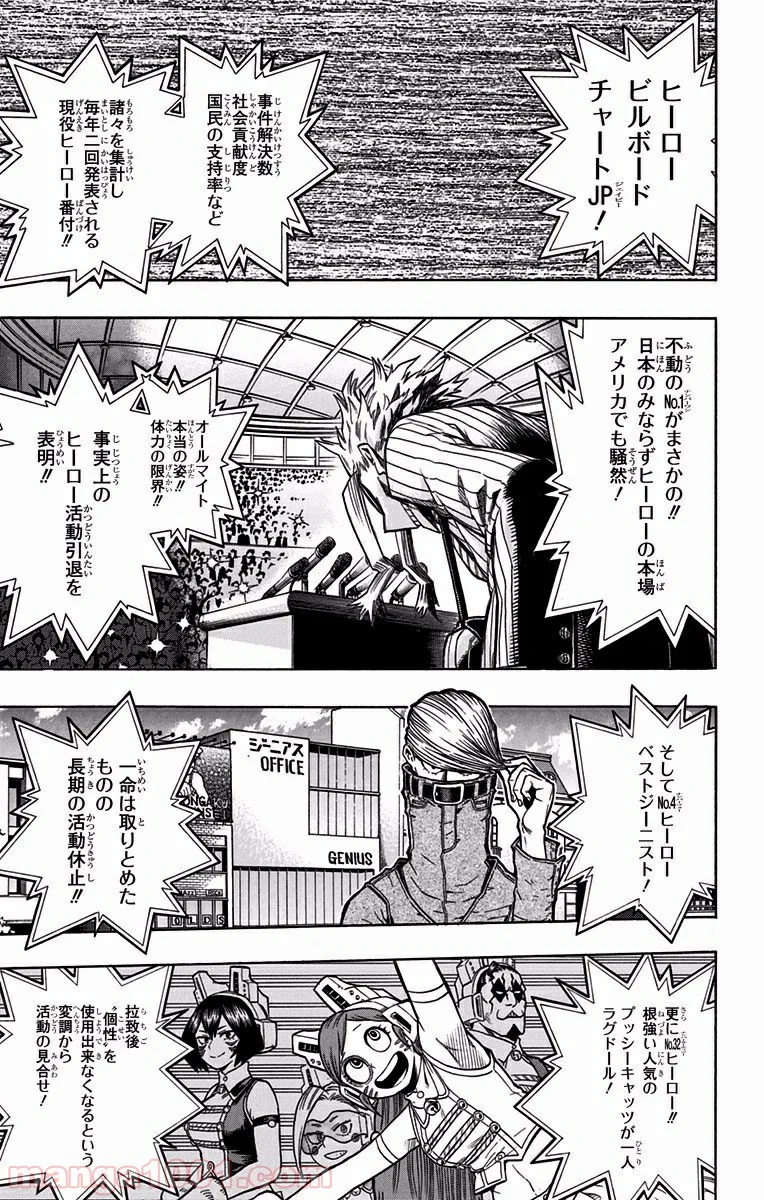 ヒーロー
ビルボード
チャートJP！
事件解決数
社会貢献度
国民の支持率など
諸々を集計し
毎年二回発表される
現役ヒーロー番付!!
不動のNo.1がまさかの!!
日本のみならずヒーローの本場
アメリカでも騒然！
オールマイト
本当の姿!!
体力の限界!!
事実上の
ヒーロー活動引退を
表明!!
そしてNo.4ヒーロー
ベストジーニスト！
ジーニアス
OFFICE
GENIUS
一命は取りとめた
ものの
長期の活動休止!!
更にNo.32ヒーロー!!
根強い人気の
プッシーキャッツが一人
ラグドール！
拉致後
“個性”を
使用出来なくなるという
変調から
活動の見合せ！